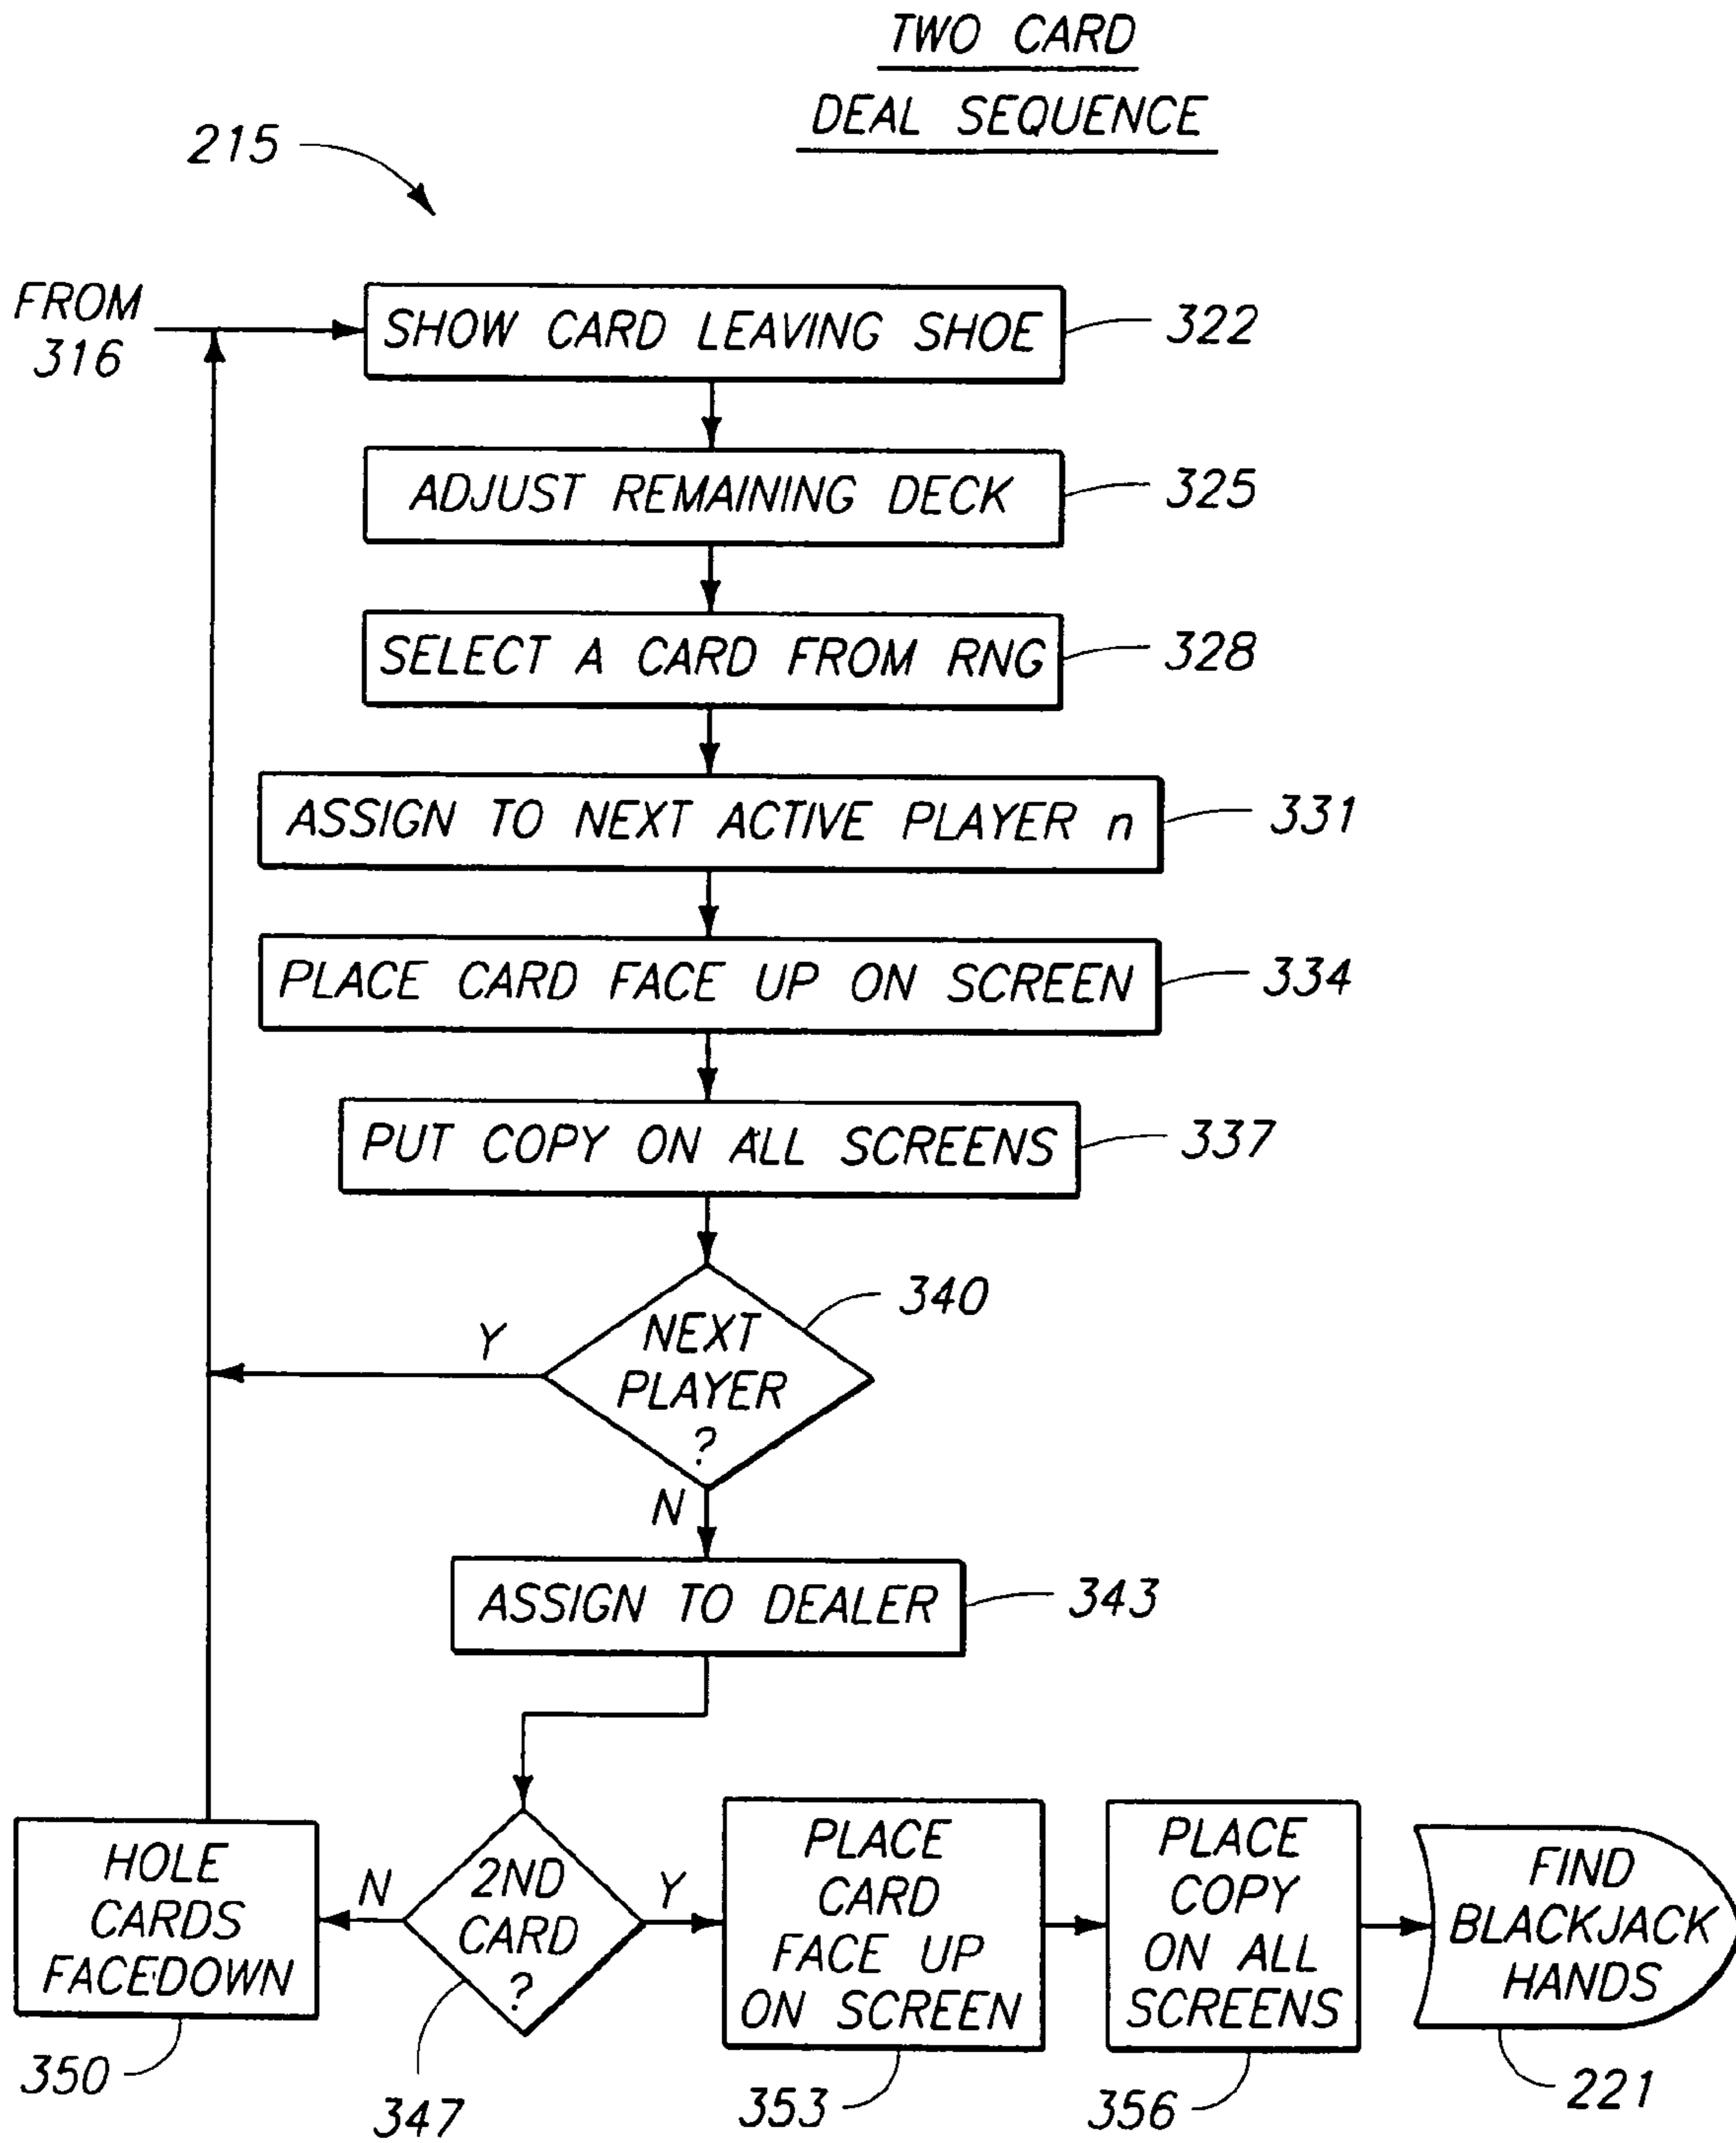 TWO CARD
DEAL SEQUENCE
215
FROM
316
SHOW CARD LEAVING SHOE
322
ADJUST REMAINING DECK
325
SELECT A CARD FROM RNG
328
ASSIGN TO NEXT ACTIVE PLAYER n
331
PLACE CARD FACE UP ON SCREEN
334
PUT COPY ON ALL SCREENS
337
NEXT
PLAYER
?
340
Y
N
ASSIGN TO DEALER
343
HOLE
CARDS
FACEDOWN
350
N
2ND
CARD
?
347
Y
PLACE
CARD
FACE UP
ON SCREEN
353
PLACE
COPY
ON ALL
SCREENS
356
FIND
BLACKJACK
HANDS
221